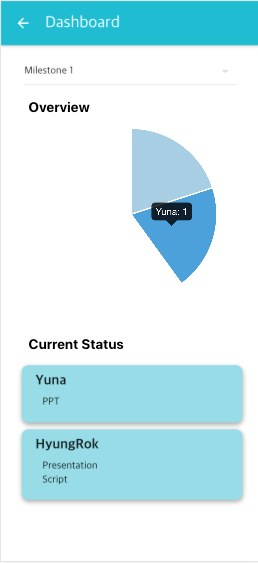 Dashboard
Milestone 1
Overview
Yuna: 1
Current Status
Yuna
PPT
HyungRok
Presentation
Script